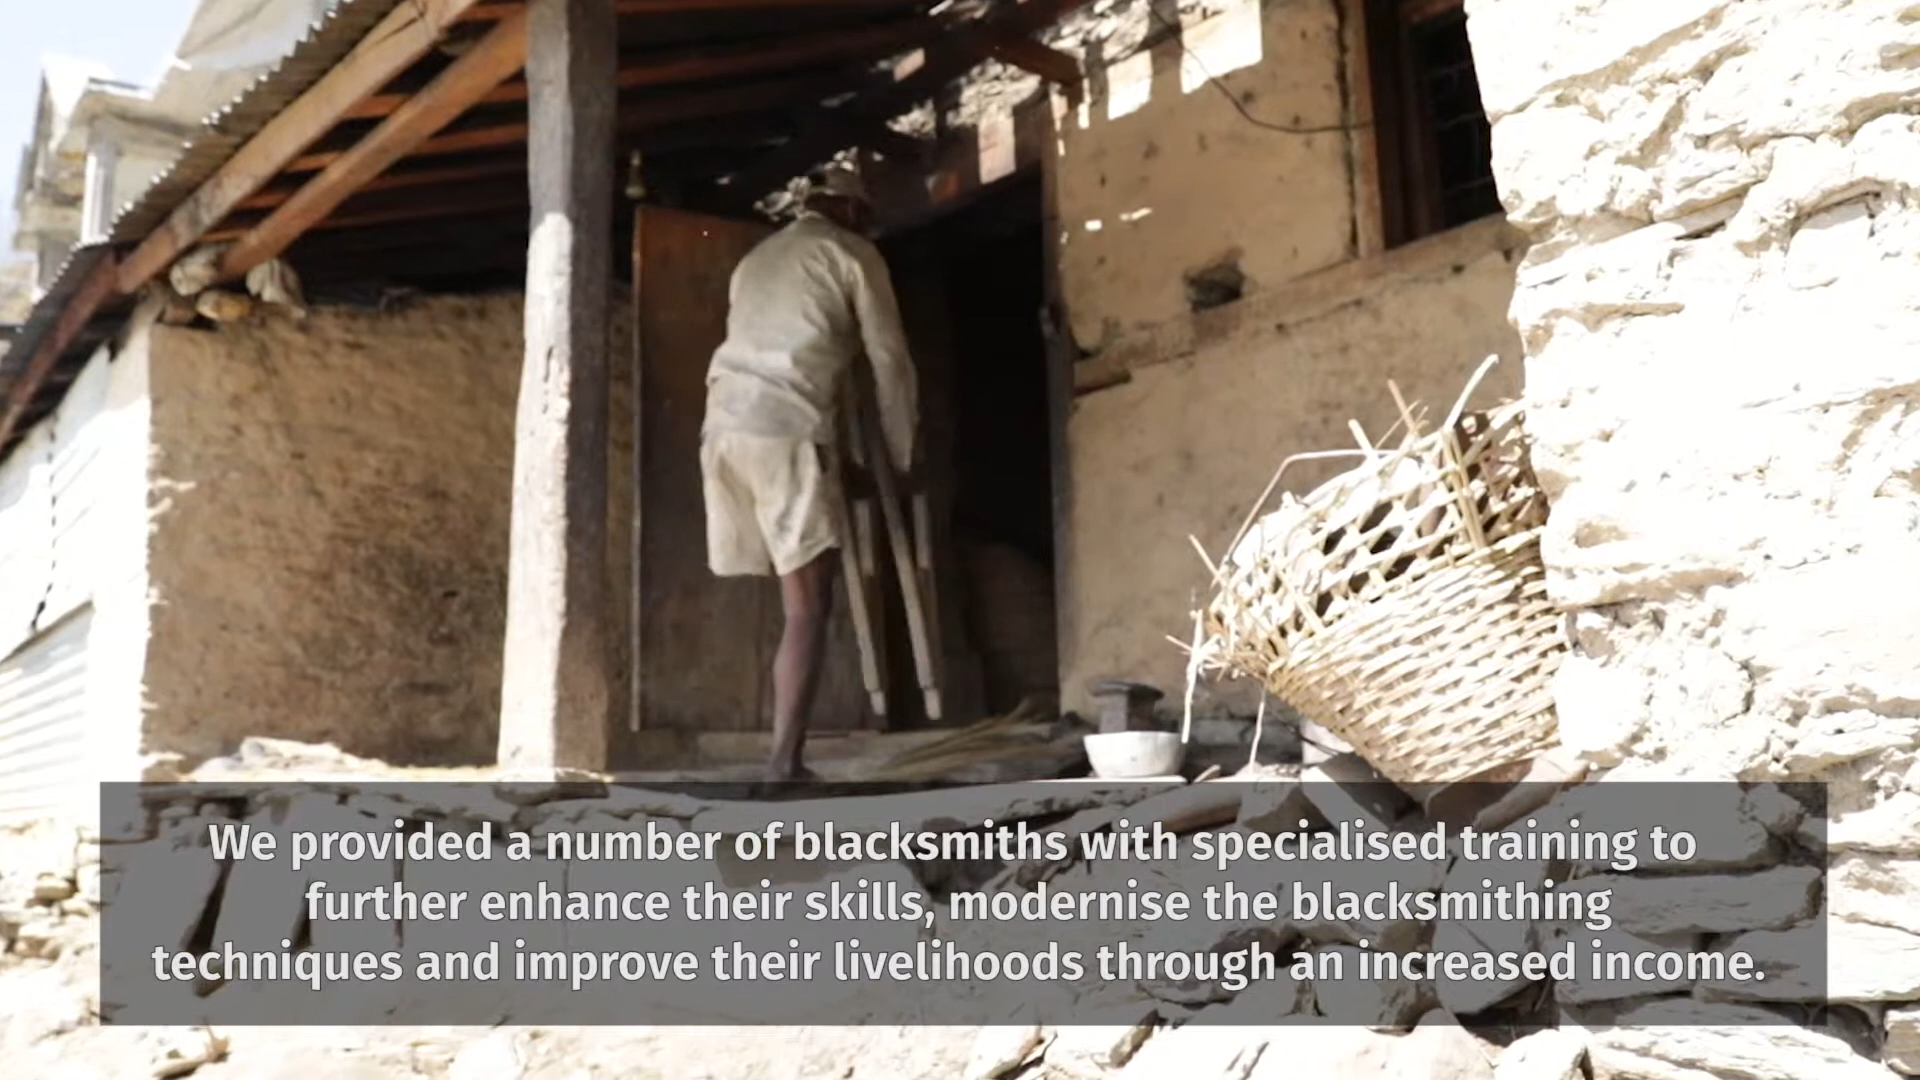 We provided a number of blacksmiths with specialised training to
further enhance their skills, modernise the blacksmithing
techniques and improve their livelihoods through an increased income.